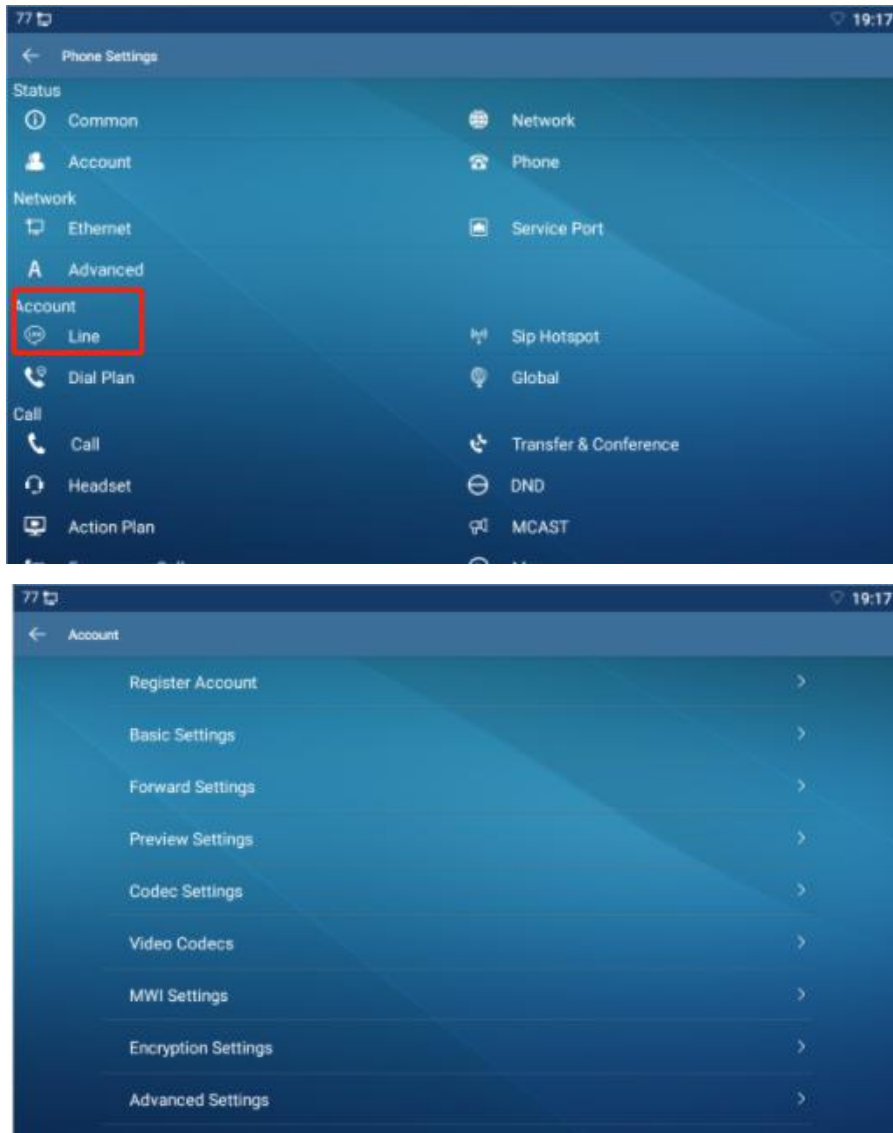 77 19:17
Phone Settings
Status
Common Network
Account Phone
Network
Ethernet Service Port
A Advanced
Account
Line Sip Hotspot
Dial Plan Global
Call
Call Transfer & Conference
Headset DND
Action Plan MCAST
77 19:17
Account
Register Account
Basic Settings
Forward Settings
Preview Settings
Codec Settings
Video Codecs
MWI Settings
Encryption Settings
Advanced Settings